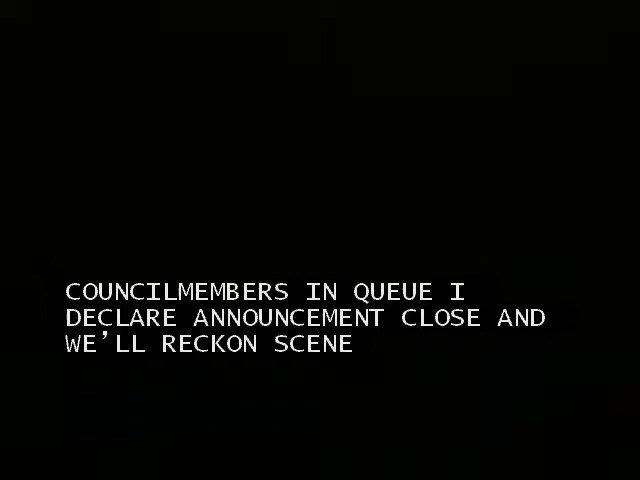 COUNCILMEMBERS IN QUEUE I
DECLARE ANNOUNCEMENT CLOSE AND
WE'LL RECKON SCENE